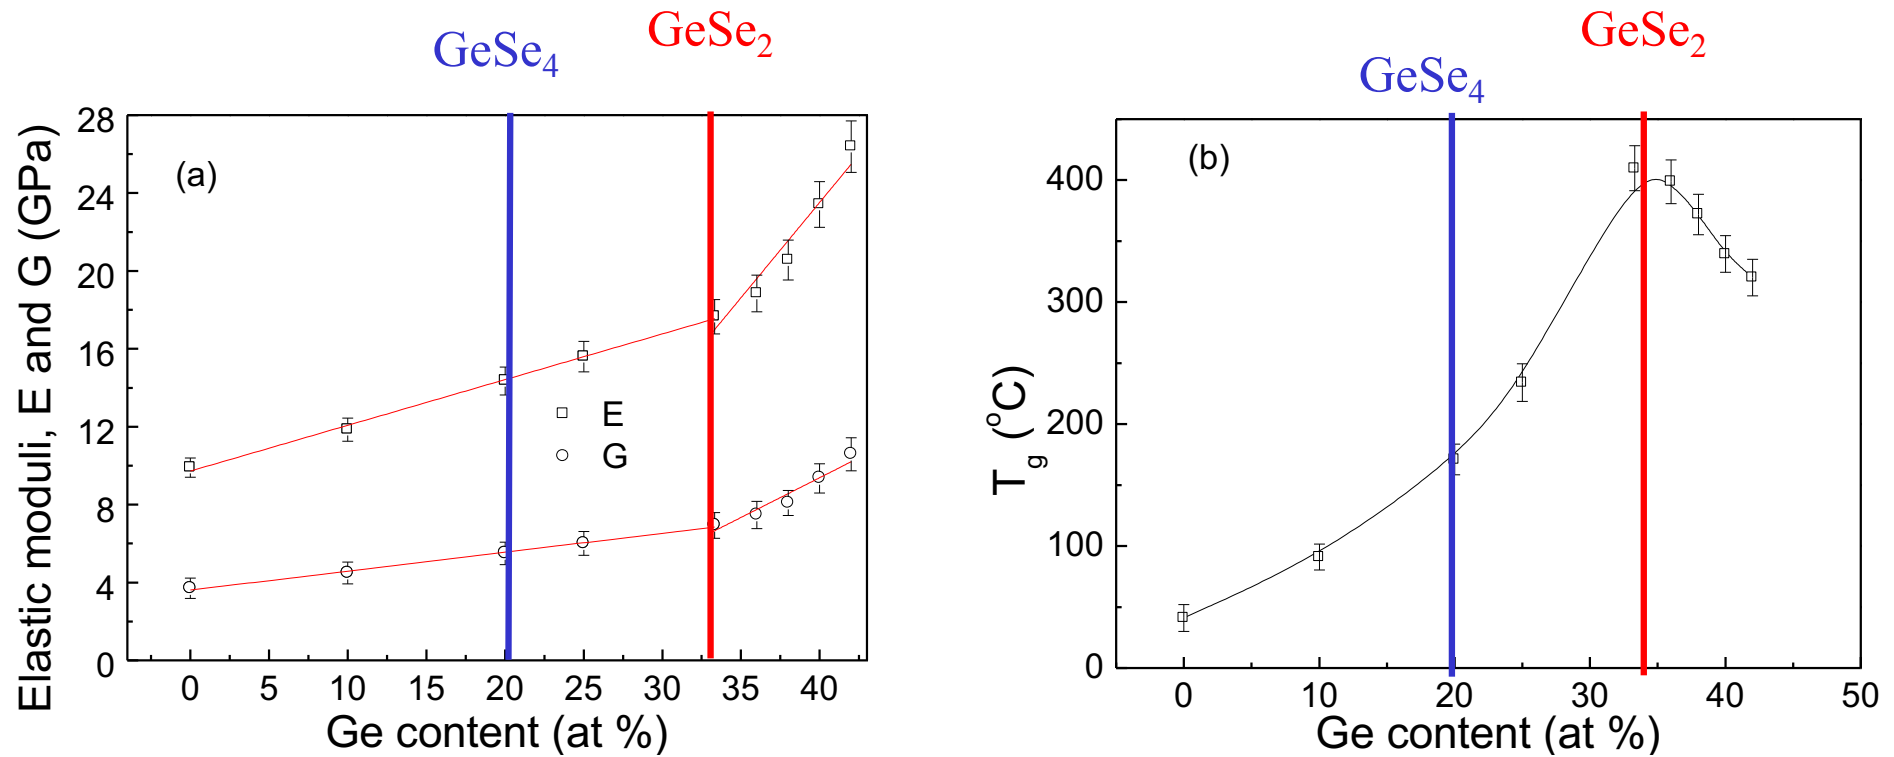 GeSe₄
GeSe₂
(a)
28
24
20
16
12
8
4
0
Elastic moduli, E and G (GPa)
E
G
0 5 10 15 20 25 30 35 40
Ge content (at %)
GeSe₄
GeSe₂
(b)
400
300
200
100
0
Tg (°C)
0 10 20 30 40 50
Ge content (at %)